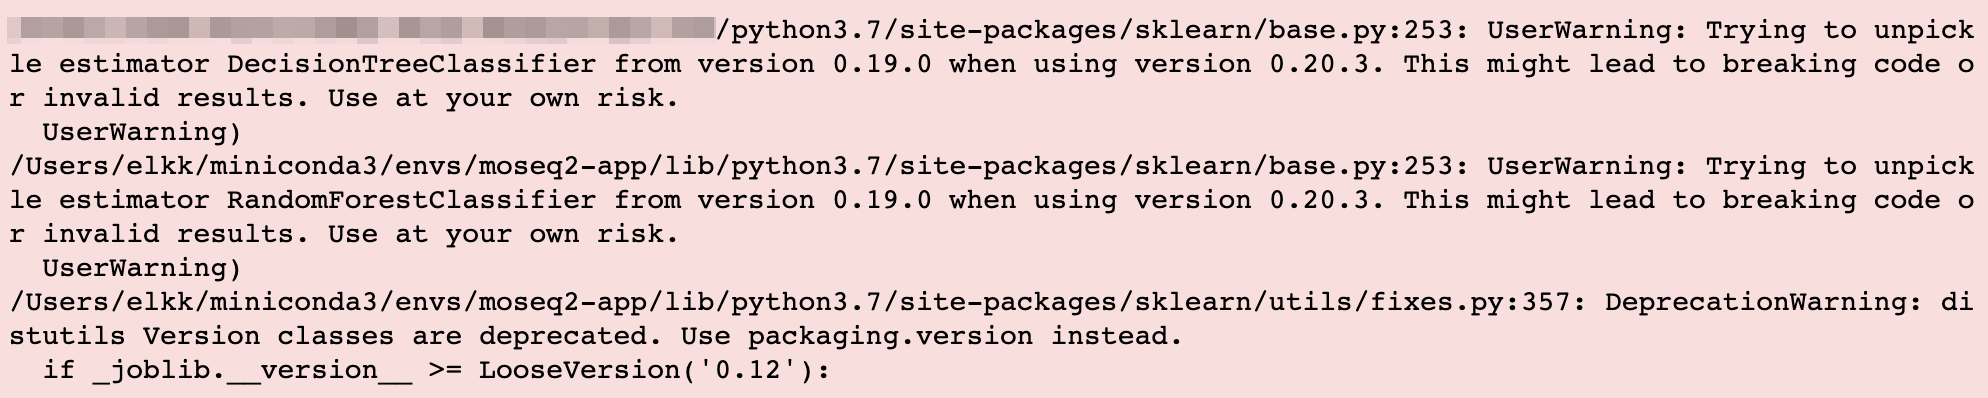 /python3.7/site-packages/sklearn/base.py:253: UserWarning: Trying to unpick
le estimator DecisionTreeClassifier from version 0.19.0 when using version 0.20.3. This might lead to breaking code o
r invalid results. Use at your own risk.
  UserWarning)
/Users/elkk/miniconda3/envs/moseq2-app/lib/python3.7/site-packages/sklearn/base.py:253: UserWarning: Trying to unpick
le estimator RandomForestClassifier from version 0.19.0 when using version 0.20.3. This might lead to breaking code o
r invalid results. Use at your own risk.
  UserWarning)
/Users/elkk/miniconda3/envs/moseq2-app/lib/python3.7/site-packages/sklearn/utils/fixes.py:357: DeprecationWarning: di
stutils Version classes are deprecated. Use packaging.version instead.
  if _joblib.__version__ >= LooseVersion('0.12'):